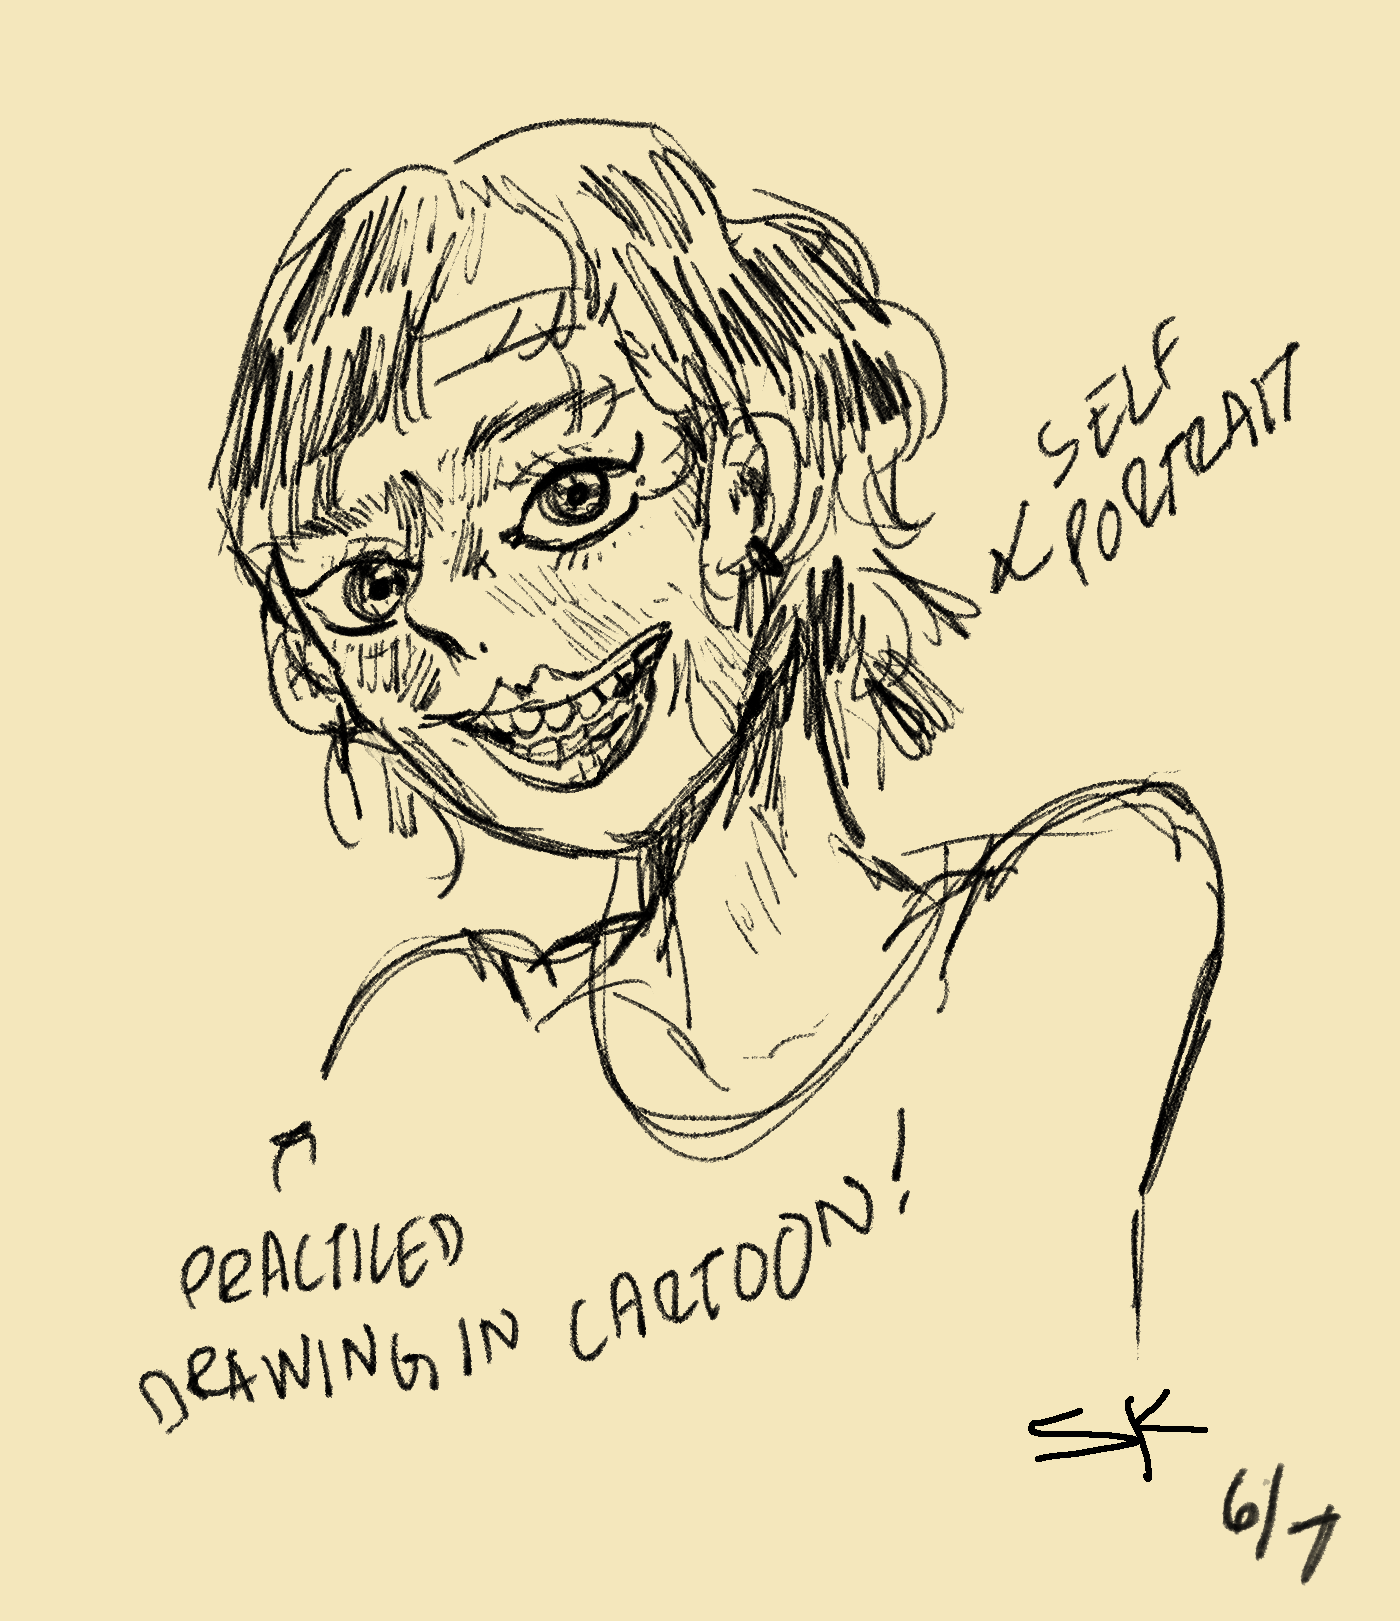 SELF
PORTRAIT
PRACTICED
DRAWING IN CARTOON!
SK
6/7